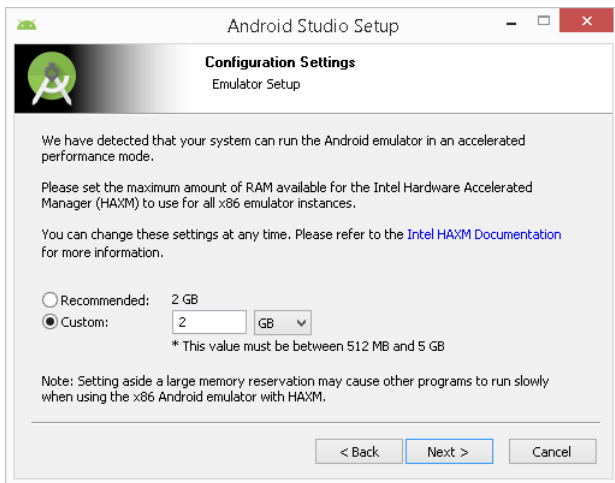 Android Studio Setup
Configuration Settings
Emulator Setup
We have detected that your system can run the Android emulator in an accelerated
performance mode.
Please set the maximum amount of RAM available for the Intel Hardware Accelerated
Manager (HAXM) to use for all x86 emulator instances.
You can change these settings at any time. Please refer to the Intel HAXM Documentation
for more information.
Recommended: 2 GB
Custom: 2 GB
* This value must be between 512 MB and 5 GB
Note: Setting aside a large memory reservation may cause other programs to run slowly
when using the x86 Android emulator with HAXM.
< Back Next > Cancel